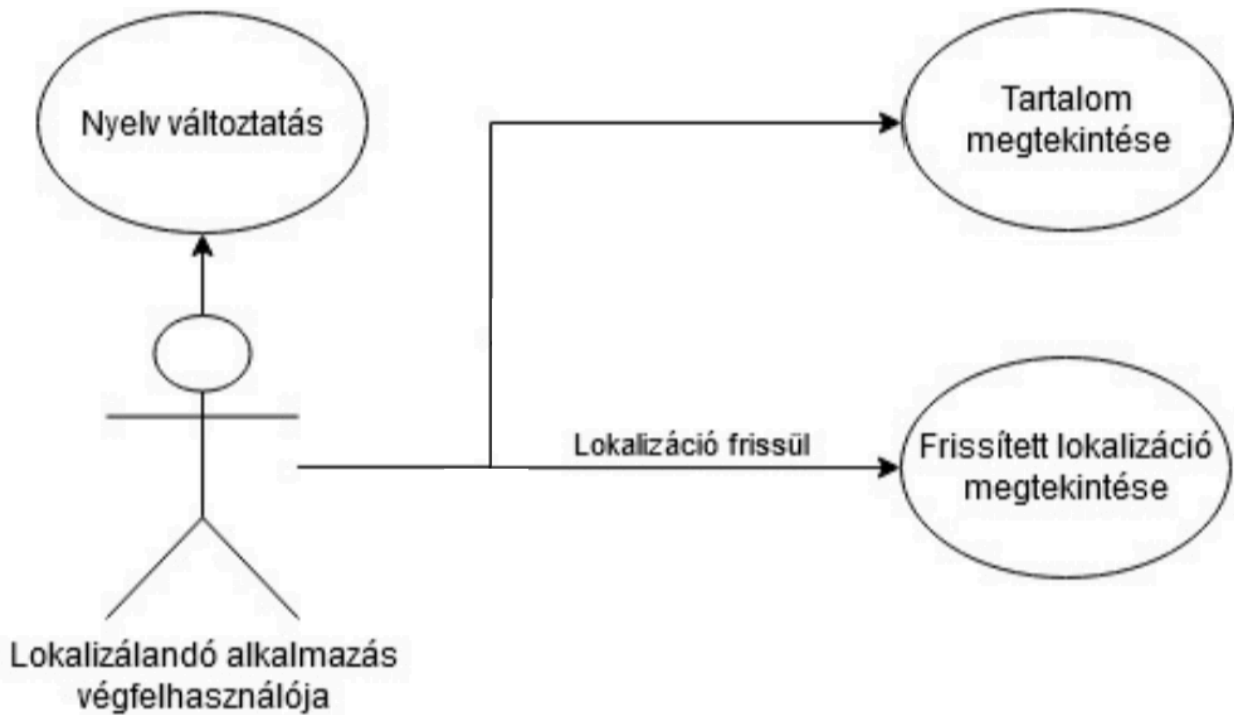 Nyelv változtatás
Tartalom
megtekintése
Lokalizáció frissül
Frissített lokalizáció
megtekintése
Lokalizálandó alkalmazás
végfelhasználója